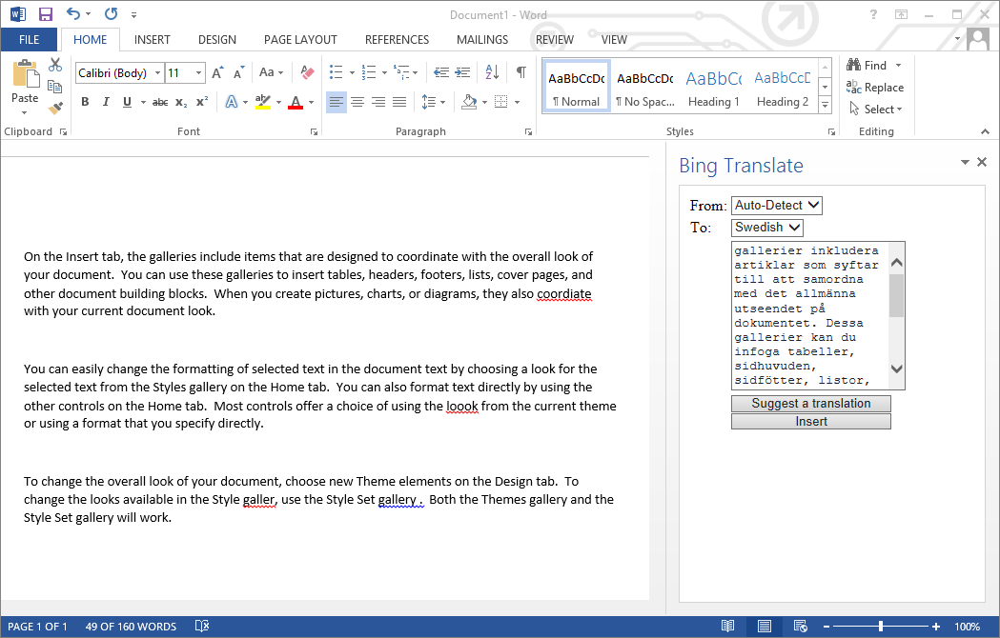 Document1 - Word
?
FILE HOME INSERT DESIGN PAGE LAYOUT REFERENCES MAILINGS REVIEW VIEW
Paste
Calibri (Body) 11 A A Aa
B I U abc x₂ x² A ab A
AaBbCcDc AaBbCcDc AaBbCc AaBbCcD
¶ Normal ¶ No Spac... Heading 1 Heading 2
Find
Replace
Select
Clipboard Font Paragraph Styles Editing
On the Insert tab, the galleries include items that are designed to coordinate with the overall look of
your document. You can use these galleries to insert tables, headers, footers, lists, cover pages, and
other document building blocks. When you create pictures, charts, or diagrams, they also coordiate
with your current document look.
You can easily change the formatting of selected text in the document text by choosing a look for the
selected text from the Styles gallery on the Home tab. You can also format text directly by using the
other controls on the Home tab. Most controls offer a choice of using the loook from the current theme
or using a format that you specify directly.
To change the overall look of your document, choose new Theme elements on the Design tab. To
change the looks available in the Style galler, use the Style Set gallery . Both the Themes gallery and the
Style Set gallery will work.
Bing Translate
From: Auto-Detect
To: Swedish
gallerier inkludera
artiklar som syftar
till att samordna
med det allmänna
utseendet på
dokumentet. Dessa
gallerier kan du
infoga tabeller,
sidhuvuden,
sidfötter, listor,
Suggest a translation
Insert
PAGE 1 OF 1 49 OF 160 WORDS 100%